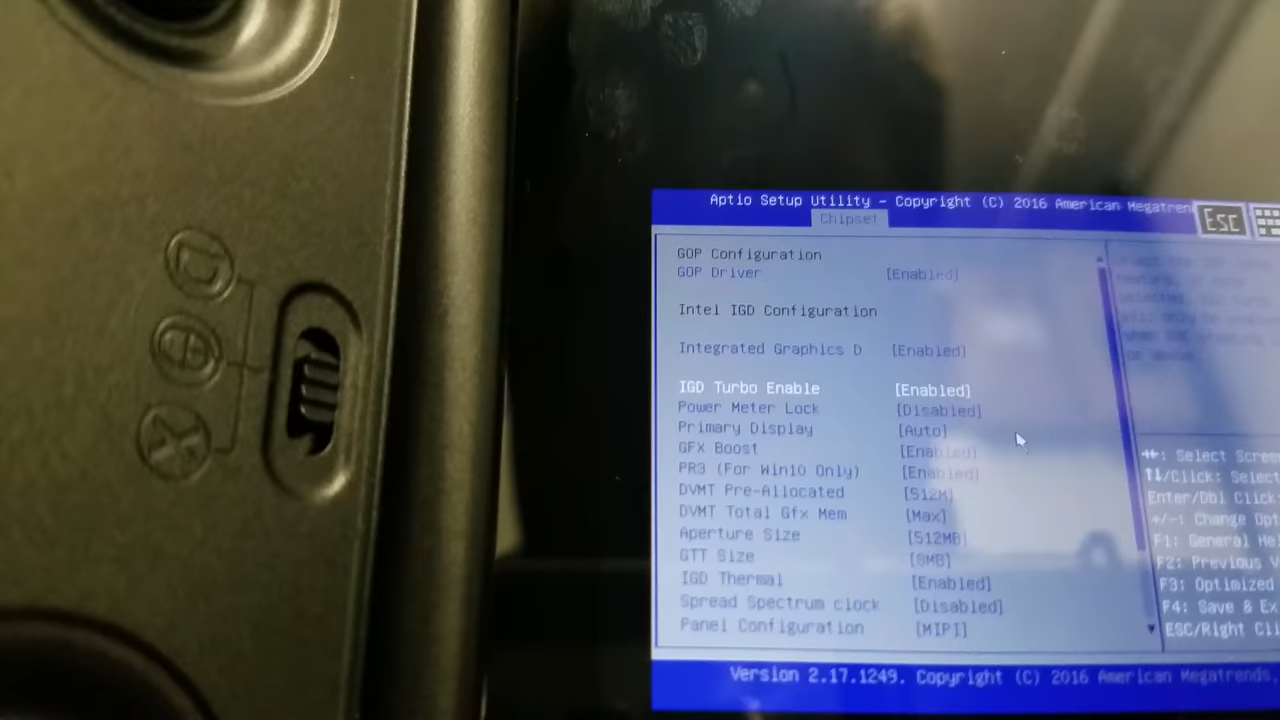 Aptio Setup Utility - Copyright (C) 2016 American Megatren
Chipset
Esc
GOP Configuration
GOP Driver [Enabled]
Intel IGD Configuration
Integrated Graphics D [Enabled]
IGD Turbo Enable [Enabled]
Power Meter Lock [Disabled]
Primary Display [Auto]
GFX Boost [Enabled]
PR3 (For Win10 Only) [Enabled]
DVMT Pre-Allocated [512M]
DVMT Total Gfx Mem [Max]
Aperture Size [512MB]
GTT Size [8MB]
IGD Thermal [Enabled]
Spread Spectrum clock [Disabled]
Panel Configuration [MIPI]
→←: Select Scree
↑↓/Click: Select
Enter/Dbl Click
+/-: Change Opt
F1: General He
F2: Previous V
F3: Optimized
F4: Save & Ex
ESC/Right Cli
Version 2.17.1249. Copyright (C) 2016 American Megatrends,